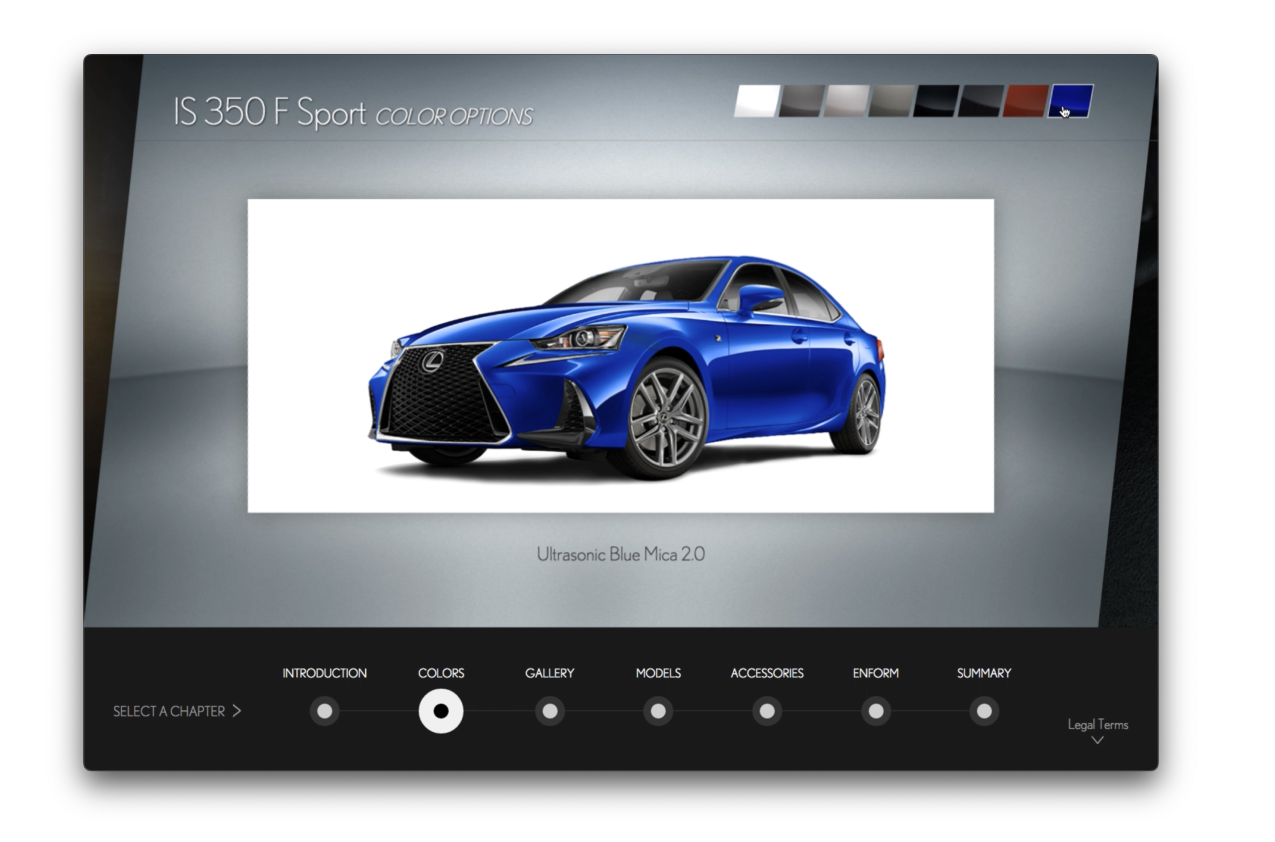 IS 350 F Sport COLOR OPTIONS
Ultrasonic Blue Mica 2.0
INTRODUCTION
COLORS
GALLERY
MODELS
ACCESSORIES
ENFORM
SUMMARY
SELECT A CHAPTER >
Legal Terms